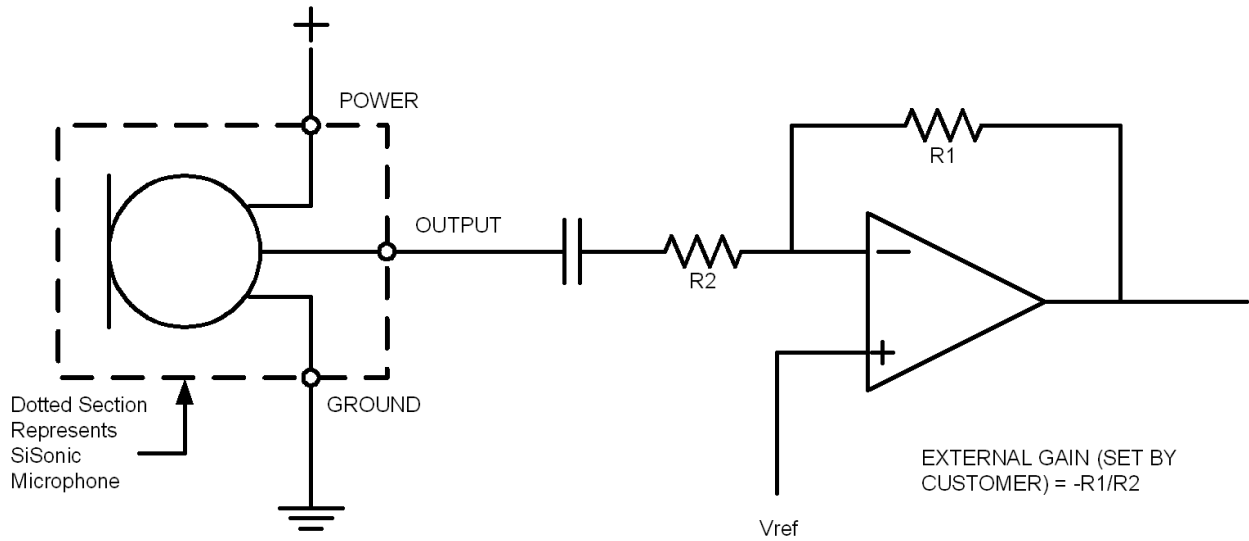 POWER
R1
OUTPUT
R2
GROUND
Dotted Section
Represents
SiSonic
Microphone
EXTERNAL GAIN (SET BY
CUSTOMER) = -R1/R2
Vref